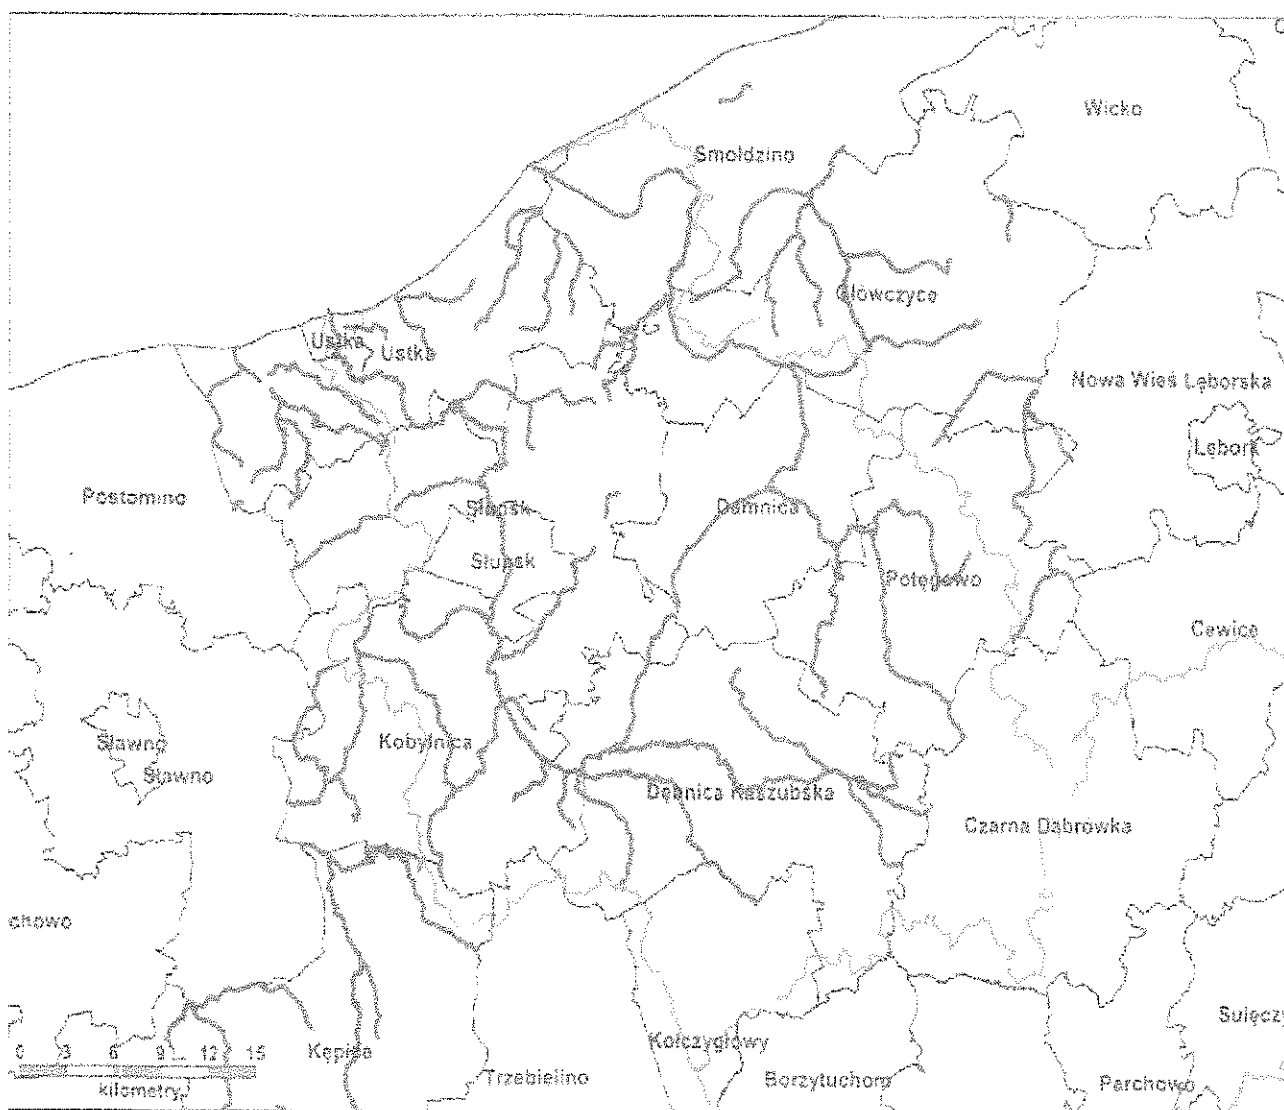 Wicko
Smołdzino
Główczyce
Ustka
Ustka
Nowa Wieś Lęborska
Lębork
Postomino
Słupsk
Damnica
Słupsk
Potęgowo
Cewice
Sławno
Sławno
Kobylnica
Dębnica Kaszubska
Czarna Dąbrówka
chowo
Sulęczy
0 3 6 9 12 15
kilometry
Kępice
Kołczygłowy
Trzebielino
Borzytuchom
Parchowo